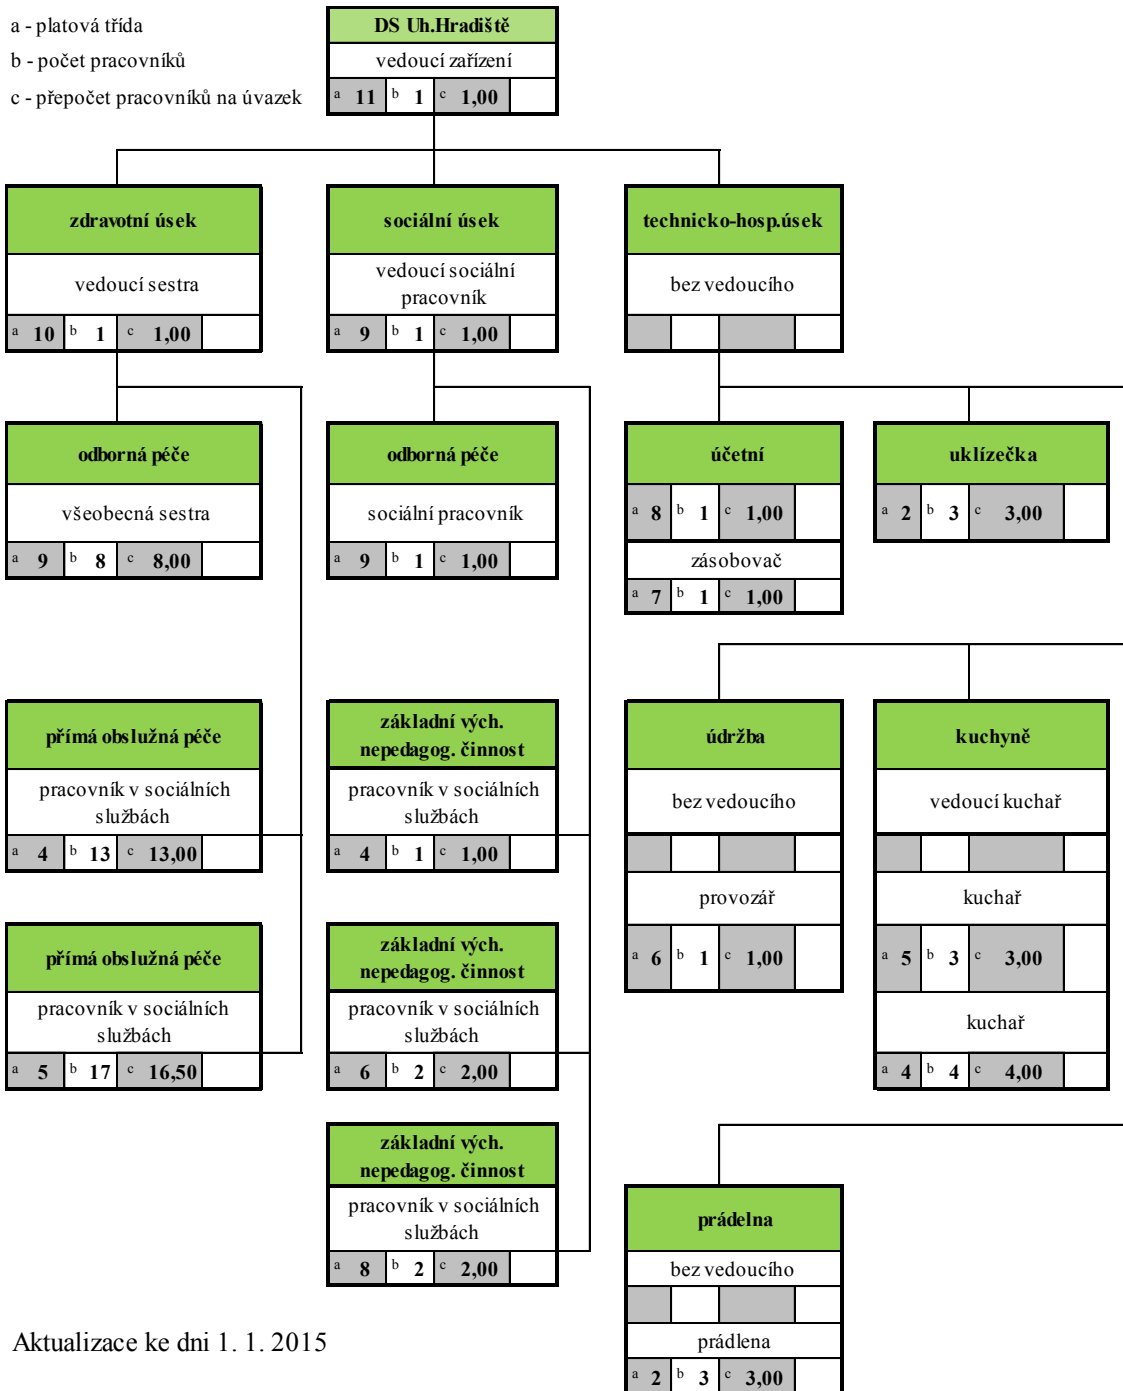 a - platová třída
b - počet pracovníků
c - přepočet pracovníků na úvazek
DS Uh.Hradiště
vedoucí zařízení
a 11 b 1 c 1,00
zdravotní úsek
vedoucí sestra
a 10 b 1 c 1,00
sociální úsek
vedoucí sociální
pracovník
a 9 b 1 c 1,00
technicko-hosp.úsek
bez vedoucího
odborná péče
všeobecná sestra
a 9 b 8 c 8,00
odborná péče
sociální pracovník
a 9 b 1 c 1,00
účetní
a 8 b 1 c 1,00
zásobovač
a 7 b 1 c 1,00
uklízečka
a 2 b 3 c 3,00
přímá obslužná péče
pracovník v sociálních
službách
a 4 b 13 c 13,00
základní vých.
nepedagog. činnost
pracovník v sociálních
službách
a 4 b 1 c 1,00
údržba
bez vedoucího
provozář
a 6 b 1 c 1,00
kuchyně
vedoucí kuchař
kuchař
a 5 b 3 c 3,00
kuchař
a 4 b 4 c 4,00
přímá obslužná péče
pracovník v sociálních
službách
a 5 b 17 c 16,50
základní vých.
nepedagog. činnost
pracovník v sociálních
službách
a 6 b 2 c 2,00
základní vých.
nepedagog. činnost
pracovník v sociálních
službách
a 8 b 2 c 2,00
prádelna
bez vedoucího
prádlena
a 2 b 3 c 3,00
Aktualizace ke dni 1. 1. 2015